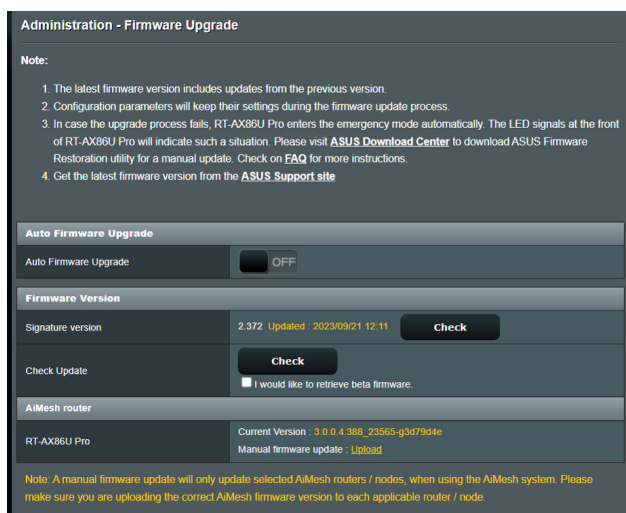 Administration - Firmware Upgrade
Note:
1. The latest firmware version includes updates from the previous version.
2. Configuration parameters will keep their settings during the firmware update process.
3. In case the upgrade process fails, RT-AX86U Pro enters the emergency mode automatically. The LED signals at the front
of RT-AX86U Pro will indicate such a situation. Please visit ASUS Download Center to download ASUS Firmware
Restoration utility for a manual update. Check on FAQ for more instructions.
4. Get the latest firmware version from the ASUS Support site
Auto Firmware Upgrade
Auto Firmware Upgrade OFF
Firmware Version
Signature version 2.372 Updated : 2023/09/21 12:11 Check
Check Update Check
I would like to retrieve beta firmware.
AiMesh router
RT-AX86U Pro Current Version : 3.0.0.4.388_23565-g3d79d4e
Manual firmware update : Upload
Note: A manual firmware update will only update selected AiMesh routers / nodes, when using the AiMesh system. Please
make sure you are uploading the correct AiMesh firmware version to each applicable router / node.